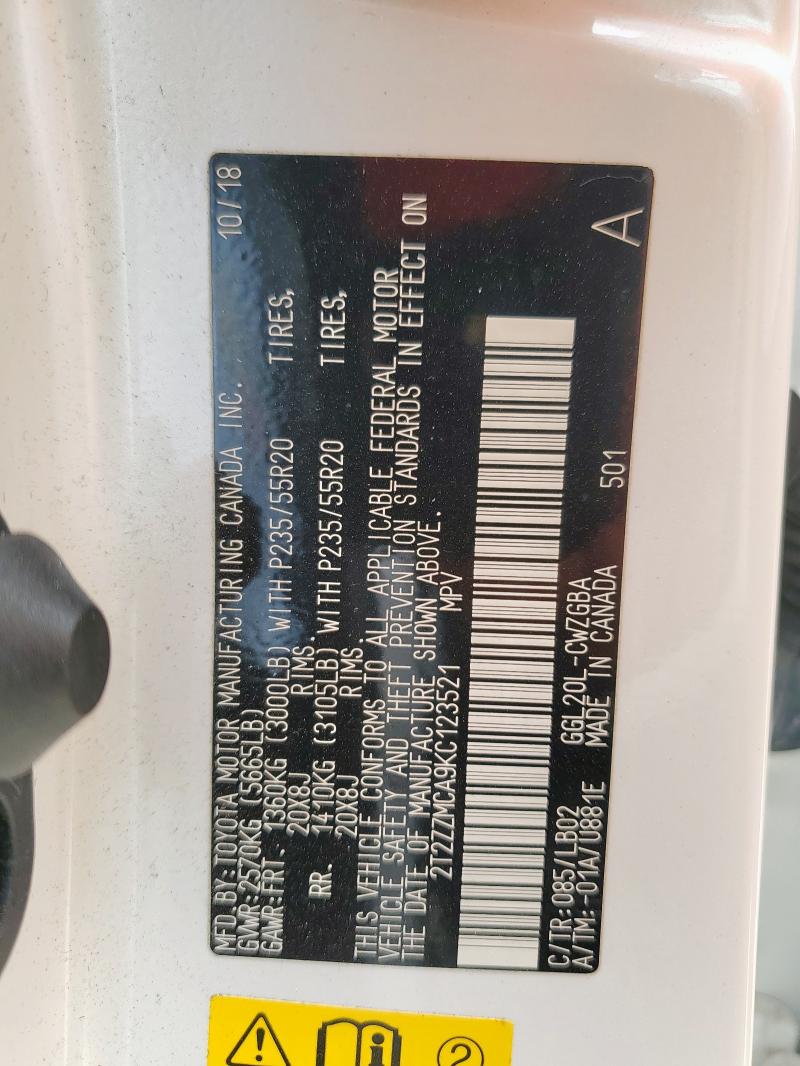 MFD.BY:TOYOTA MOTOR MANUFACTURING CANADA INC. 10/18
GVWR:2570KG (5665LB)
GAWR:FRT. 1360KG (3000LB) WITH P235/55R20 TIRES,
20X8J RIMS.
RR. 1410KG (3105LB) WITH P235/55R20 TIRES,
20X8J RIMS.
THIS VEHICLE CONFORMS TO ALL APPLICABLE FEDERAL MOTOR
VEHICLE SAFETY AND THEFT PREVENTION STANDARDS IN EFFECT ON
THE DATE OF MANUFACTURE SHOWN ABOVE.
2T2ZZMCA9KC123521 MPV
C/TR:085/LB02 GGL20L-CWZGBA
A/TM:-01A/U881E MADE IN CANADA 501 A
2